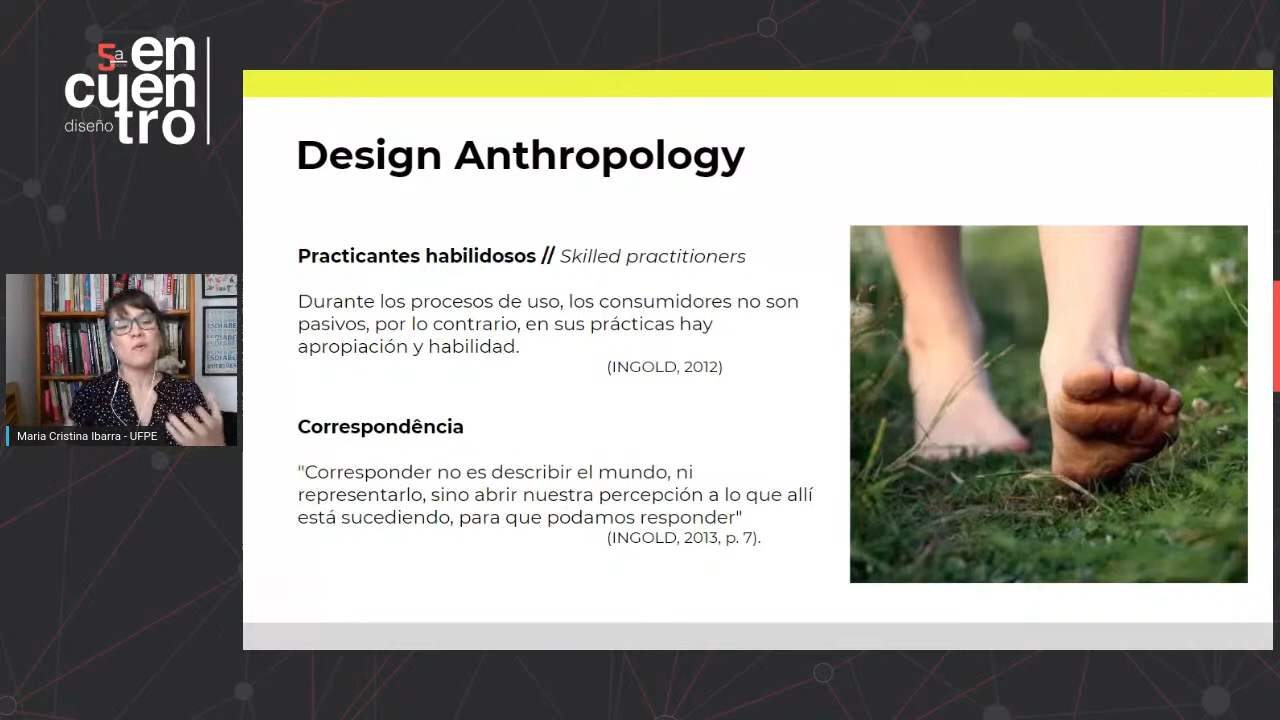 5a en
cuen
diseño tro
Design Anthropology
Practicantes habilidosos // Skilled practitioners
Durante los procesos de uso, los consumidores no son
pasivos, por lo contrario, en sus prácticas hay
apropiación y habilidad.
(INGOLD, 2012)
Correspondência
"Corresponder no es describir el mundo, ni
representarlo, sino abrir nuestra percepción a lo que allí
está sucediendo, para que podamos responder"
(INGOLD, 2013, p. 7).
Maria Cristina Ibarra - UFPE